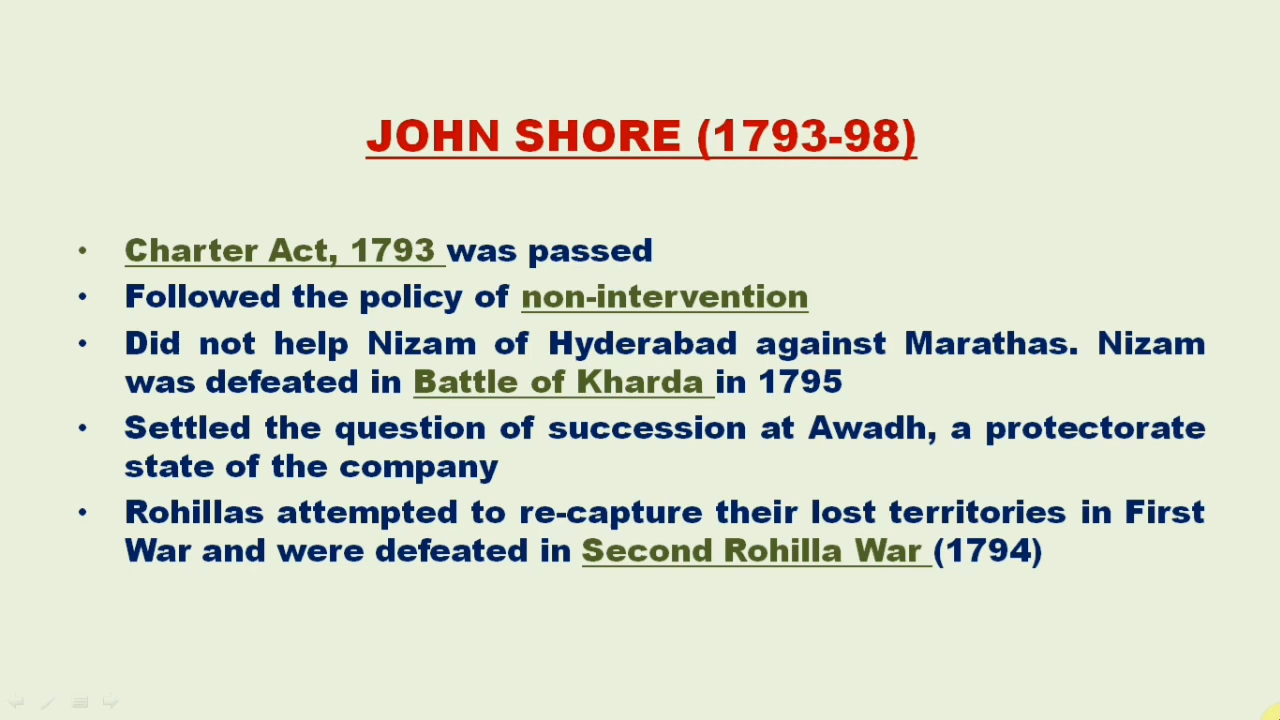 JOHN SHORE (1793-98)
• Charter Act, 1793 was passed
• Followed the policy of non-intervention
• Did not help Nizam of Hyderabad against Marathas. Nizam
was defeated in Battle of Kharda in 1795
• Settled the question of succession at Awadh, a protectorate
state of the company
• Rohillas attempted to re-capture their lost territories in First
War and were defeated in Second Rohilla War (1794)